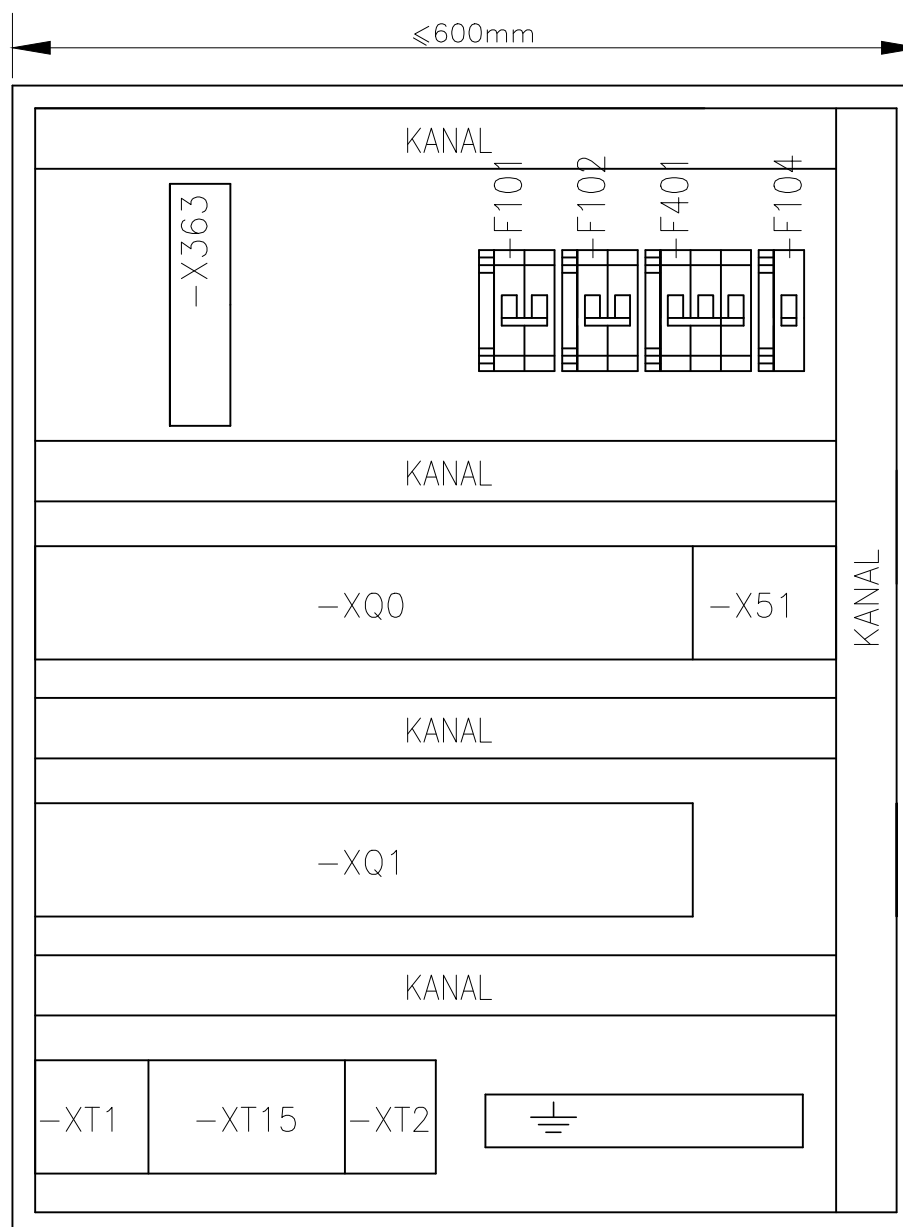 ⩽600mm
KANAL
-X363
-F101
-F102
-F401
-F104
KANAL
-XQ0
-X51
KANAL
KANAL
-XQ1
KANAL
-XT1
-XT15
-XT2